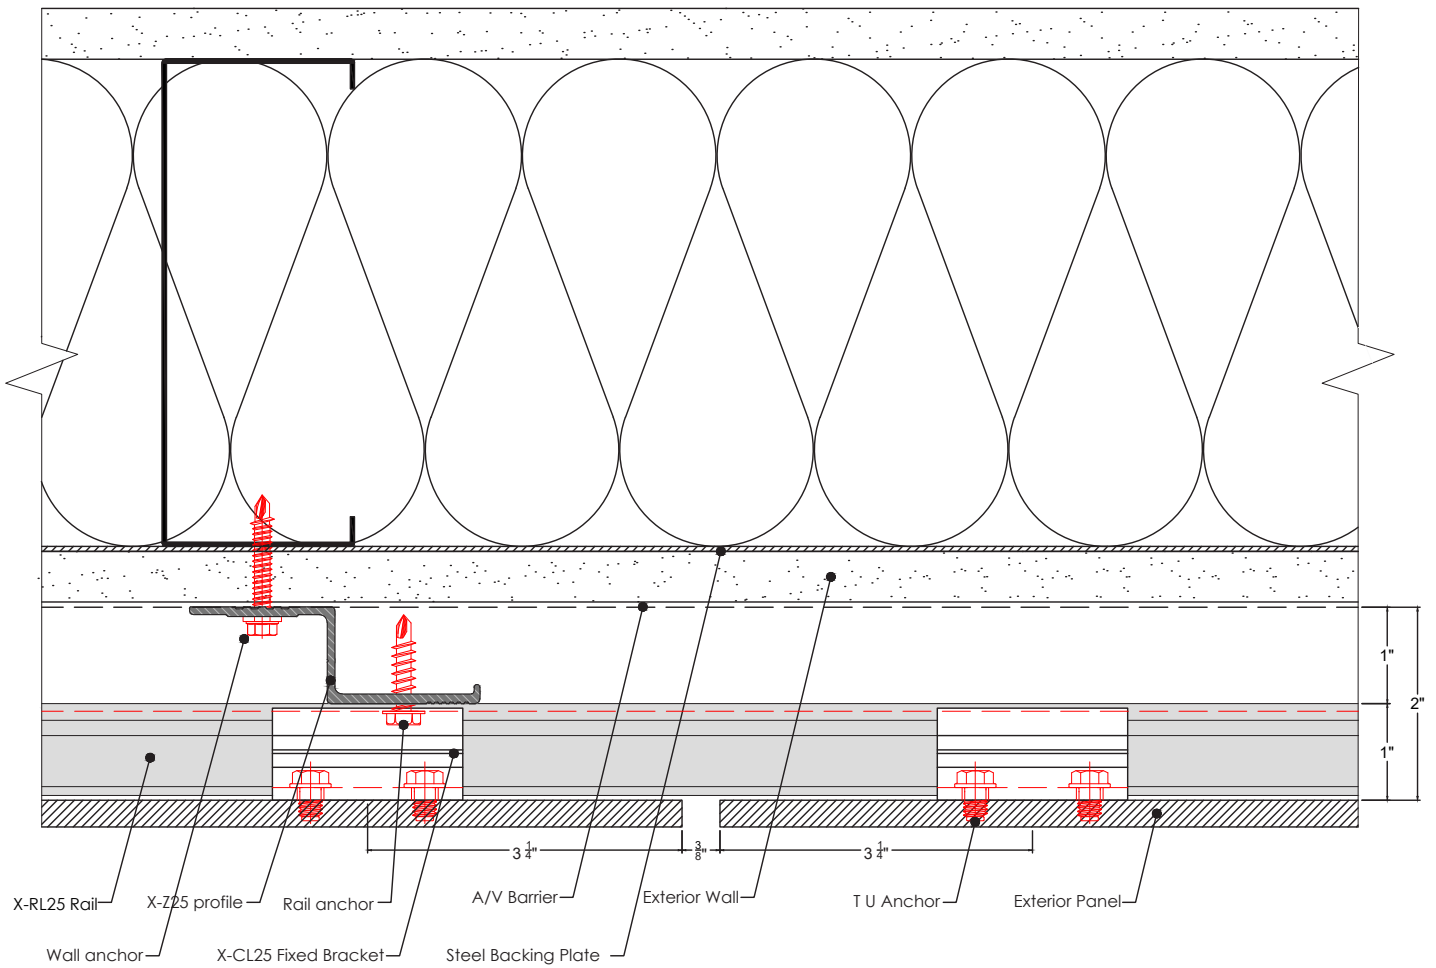 1"
2"
1"
3 1/4"
3/8"
3 1/4"
X-RL25 Rail
X-Z25 profile
Rail anchor
A/V Barrier
Exterior Wall
T U Anchor
Exterior Panel
Wall anchor
X-CL25 Fixed Bracket
Steel Backing Plate